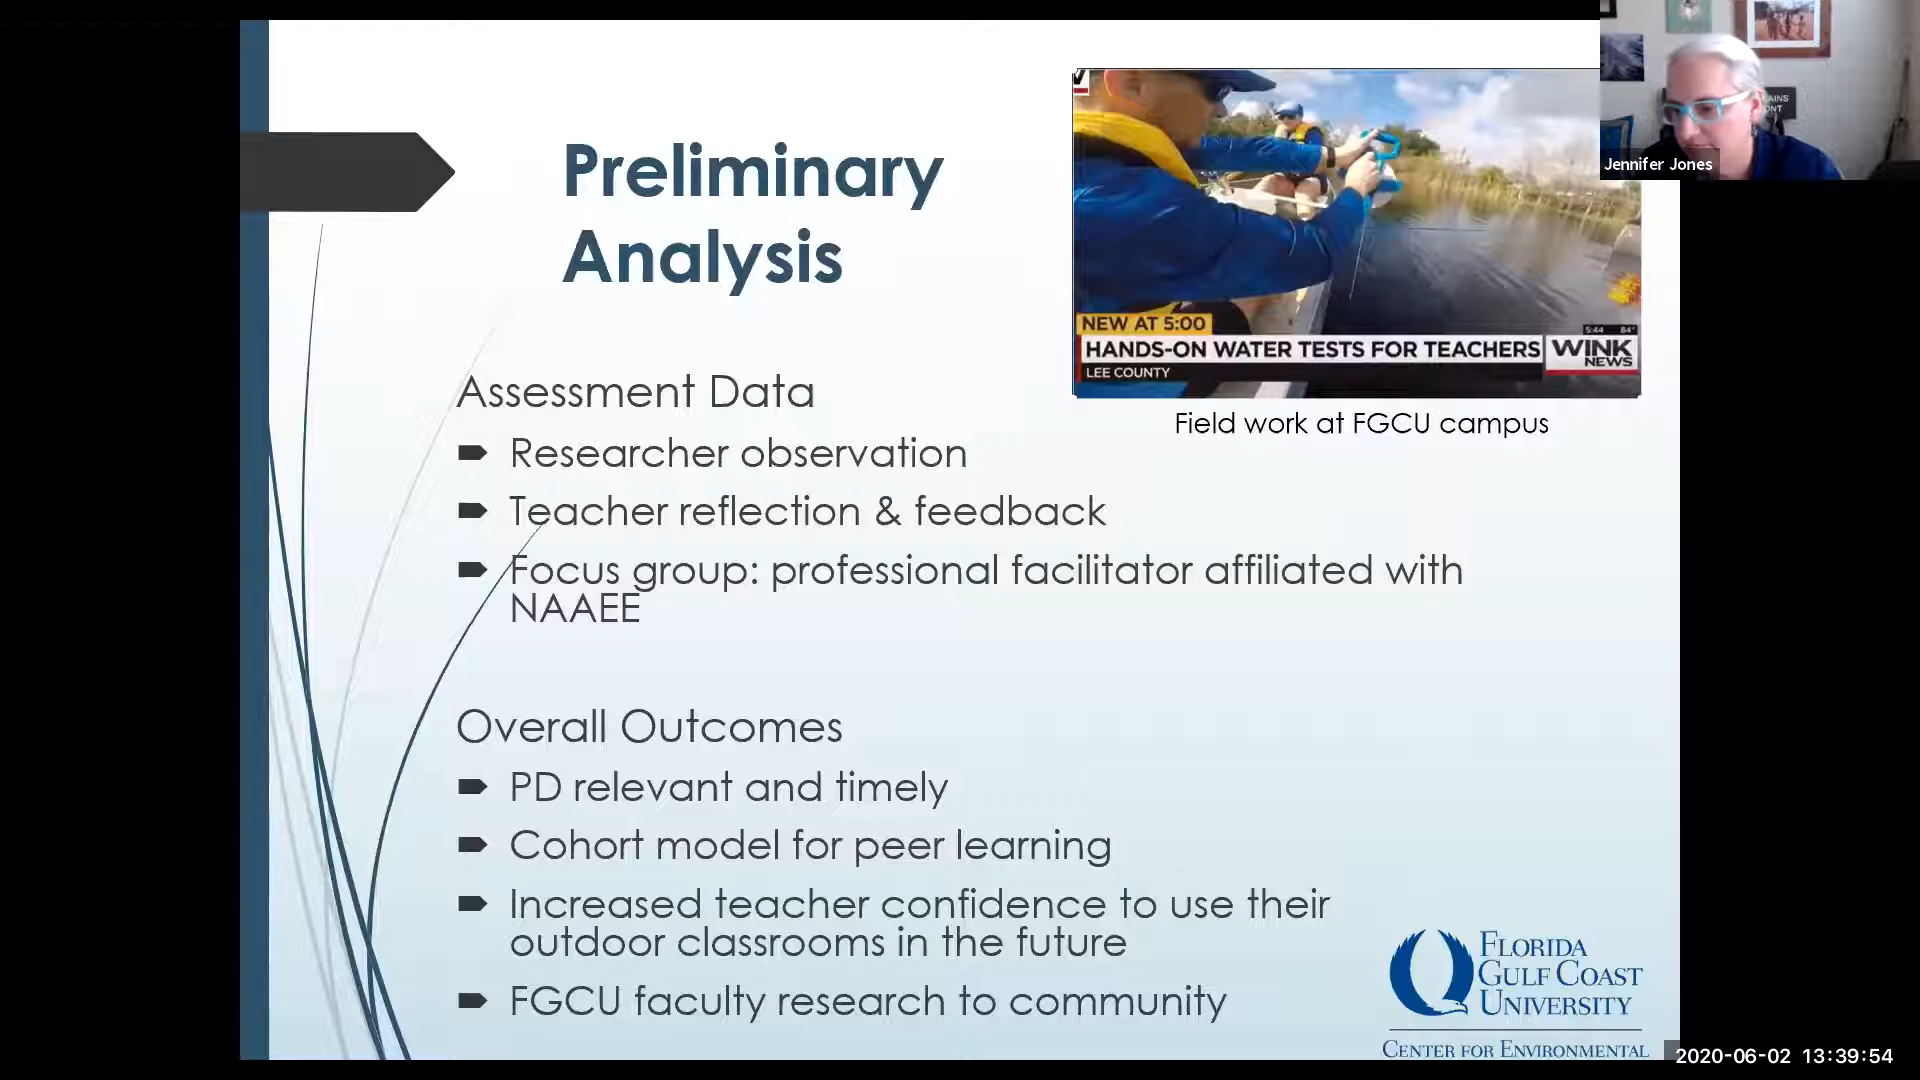 Preliminary
Analysis
NEW AT 5:00
5:44 84°
HANDS-ON WATER TESTS FOR TEACHERS
WINK
NEWS
LEE COUNTY
Field work at FGCU campus
Jennifer Jones
Assessment Data
Researcher observation
Teacher reflection & feedback
Focus group: professional facilitator affiliated with
NAAEE
Overall Outcomes
PD relevant and timely
Cohort model for peer learning
Increased teacher confidence to use their
outdoor classrooms in the future
FGCU faculty research to community
FLORIDA
GULF COAST
UNIVERSITY
CENTER FOR ENVIRONMENTAL
2020-06-02 13:39:54